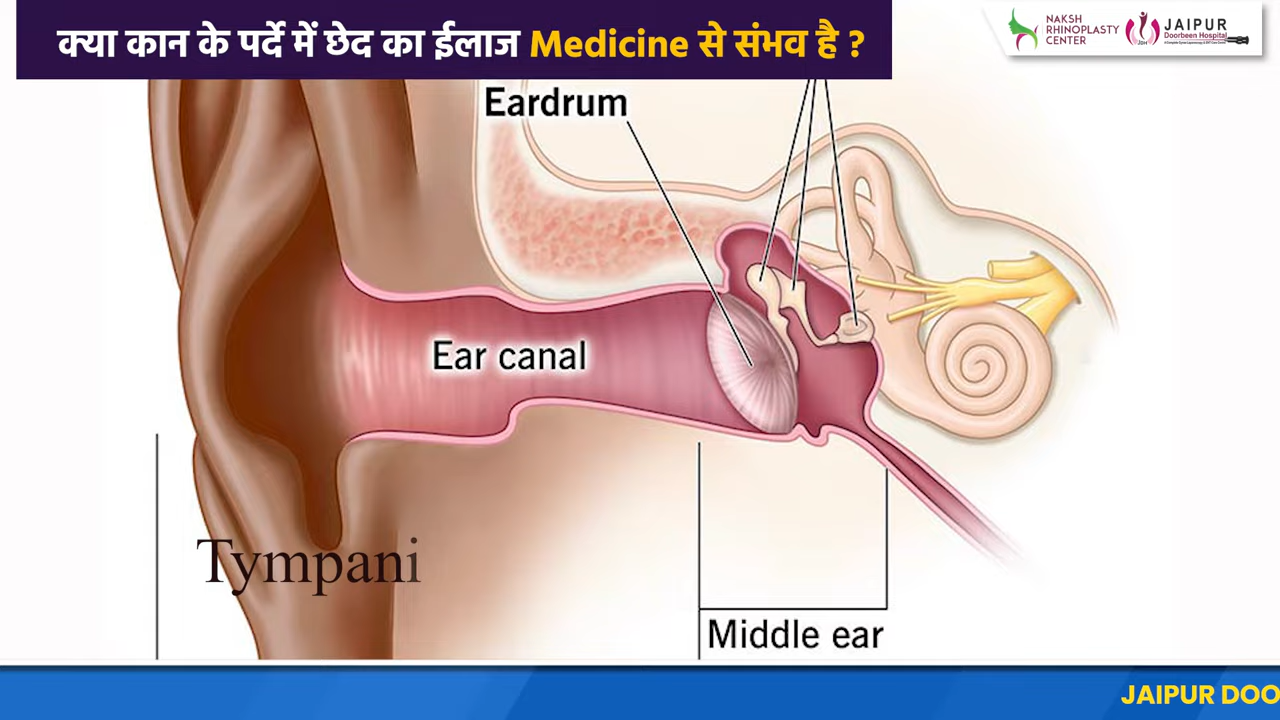 क्या कान के पर्दे में छेद का ईलाज Medicine से संभव है ?
NAKSH
RHINOPLASTY
CENTER
JAIPUR
Doorbeen Hospital
Eardrum
Ear canal
Tympani
Middle ear
JAIPUR DOO